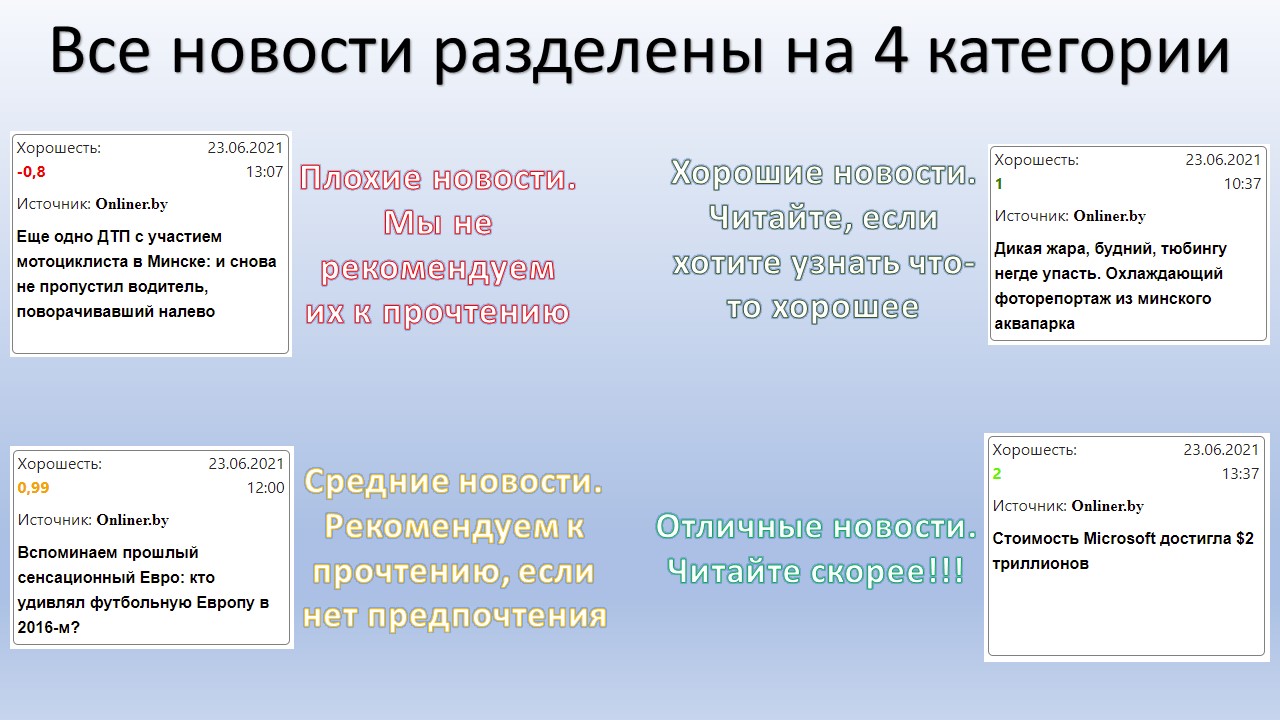 Все новости разделены на 4 категории
Хорошесть: 23.06.2021
-0,8 13:07
Источник: Onliner.by
Еще одно ДТП с участием
мотоциклиста в Минске: и снова
не пропустил водитель,
поворачивавший налево
Плохие новости.
Мы не
рекомендуем
их к прочтению
Хорошие новости.
Читайте, если
хотите узнать что-
то хорошее
Хорошесть: 23.06.2021
1 10:37
Источник: Onliner.by
Дикая жара, будний, тюбингу
негде упасть. Охлаждающий
фоторепортаж из минского
аквапарка
Хорошесть: 23.06.2021
0,99 12:00
Источник: Onliner.by
Вспоминаем прошлый
сенсационный Евро: кто
удивлял футбольную Европу в
2016-м?
Средние новости.
Рекомендуем к
прочтению, если
нет предпочтения
Отличные новости.
Читайте скорее!!!
Хорошесть: 23.06.2021
2 13:37
Источник: Onliner.by
Стоимость Microsoft достигла $2
триллионов